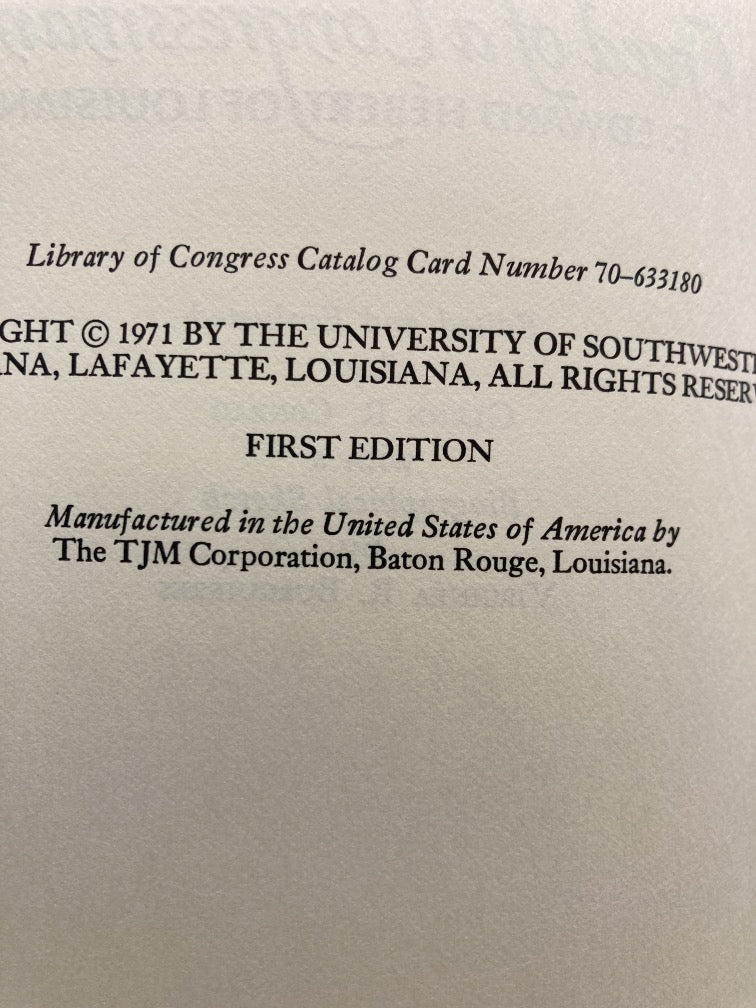 Library of Congress Catalog Card Number 70–633180
GHT © 1971 BY THE UNIVERSITY OF SOUTHWEST
NA, LAFAYETTE, LOUISIANA, ALL RIGHTS RESER
FIRST EDITION
Manufactured in the United States of America by
The TJM Corporation, Baton Rouge, Louisiana.